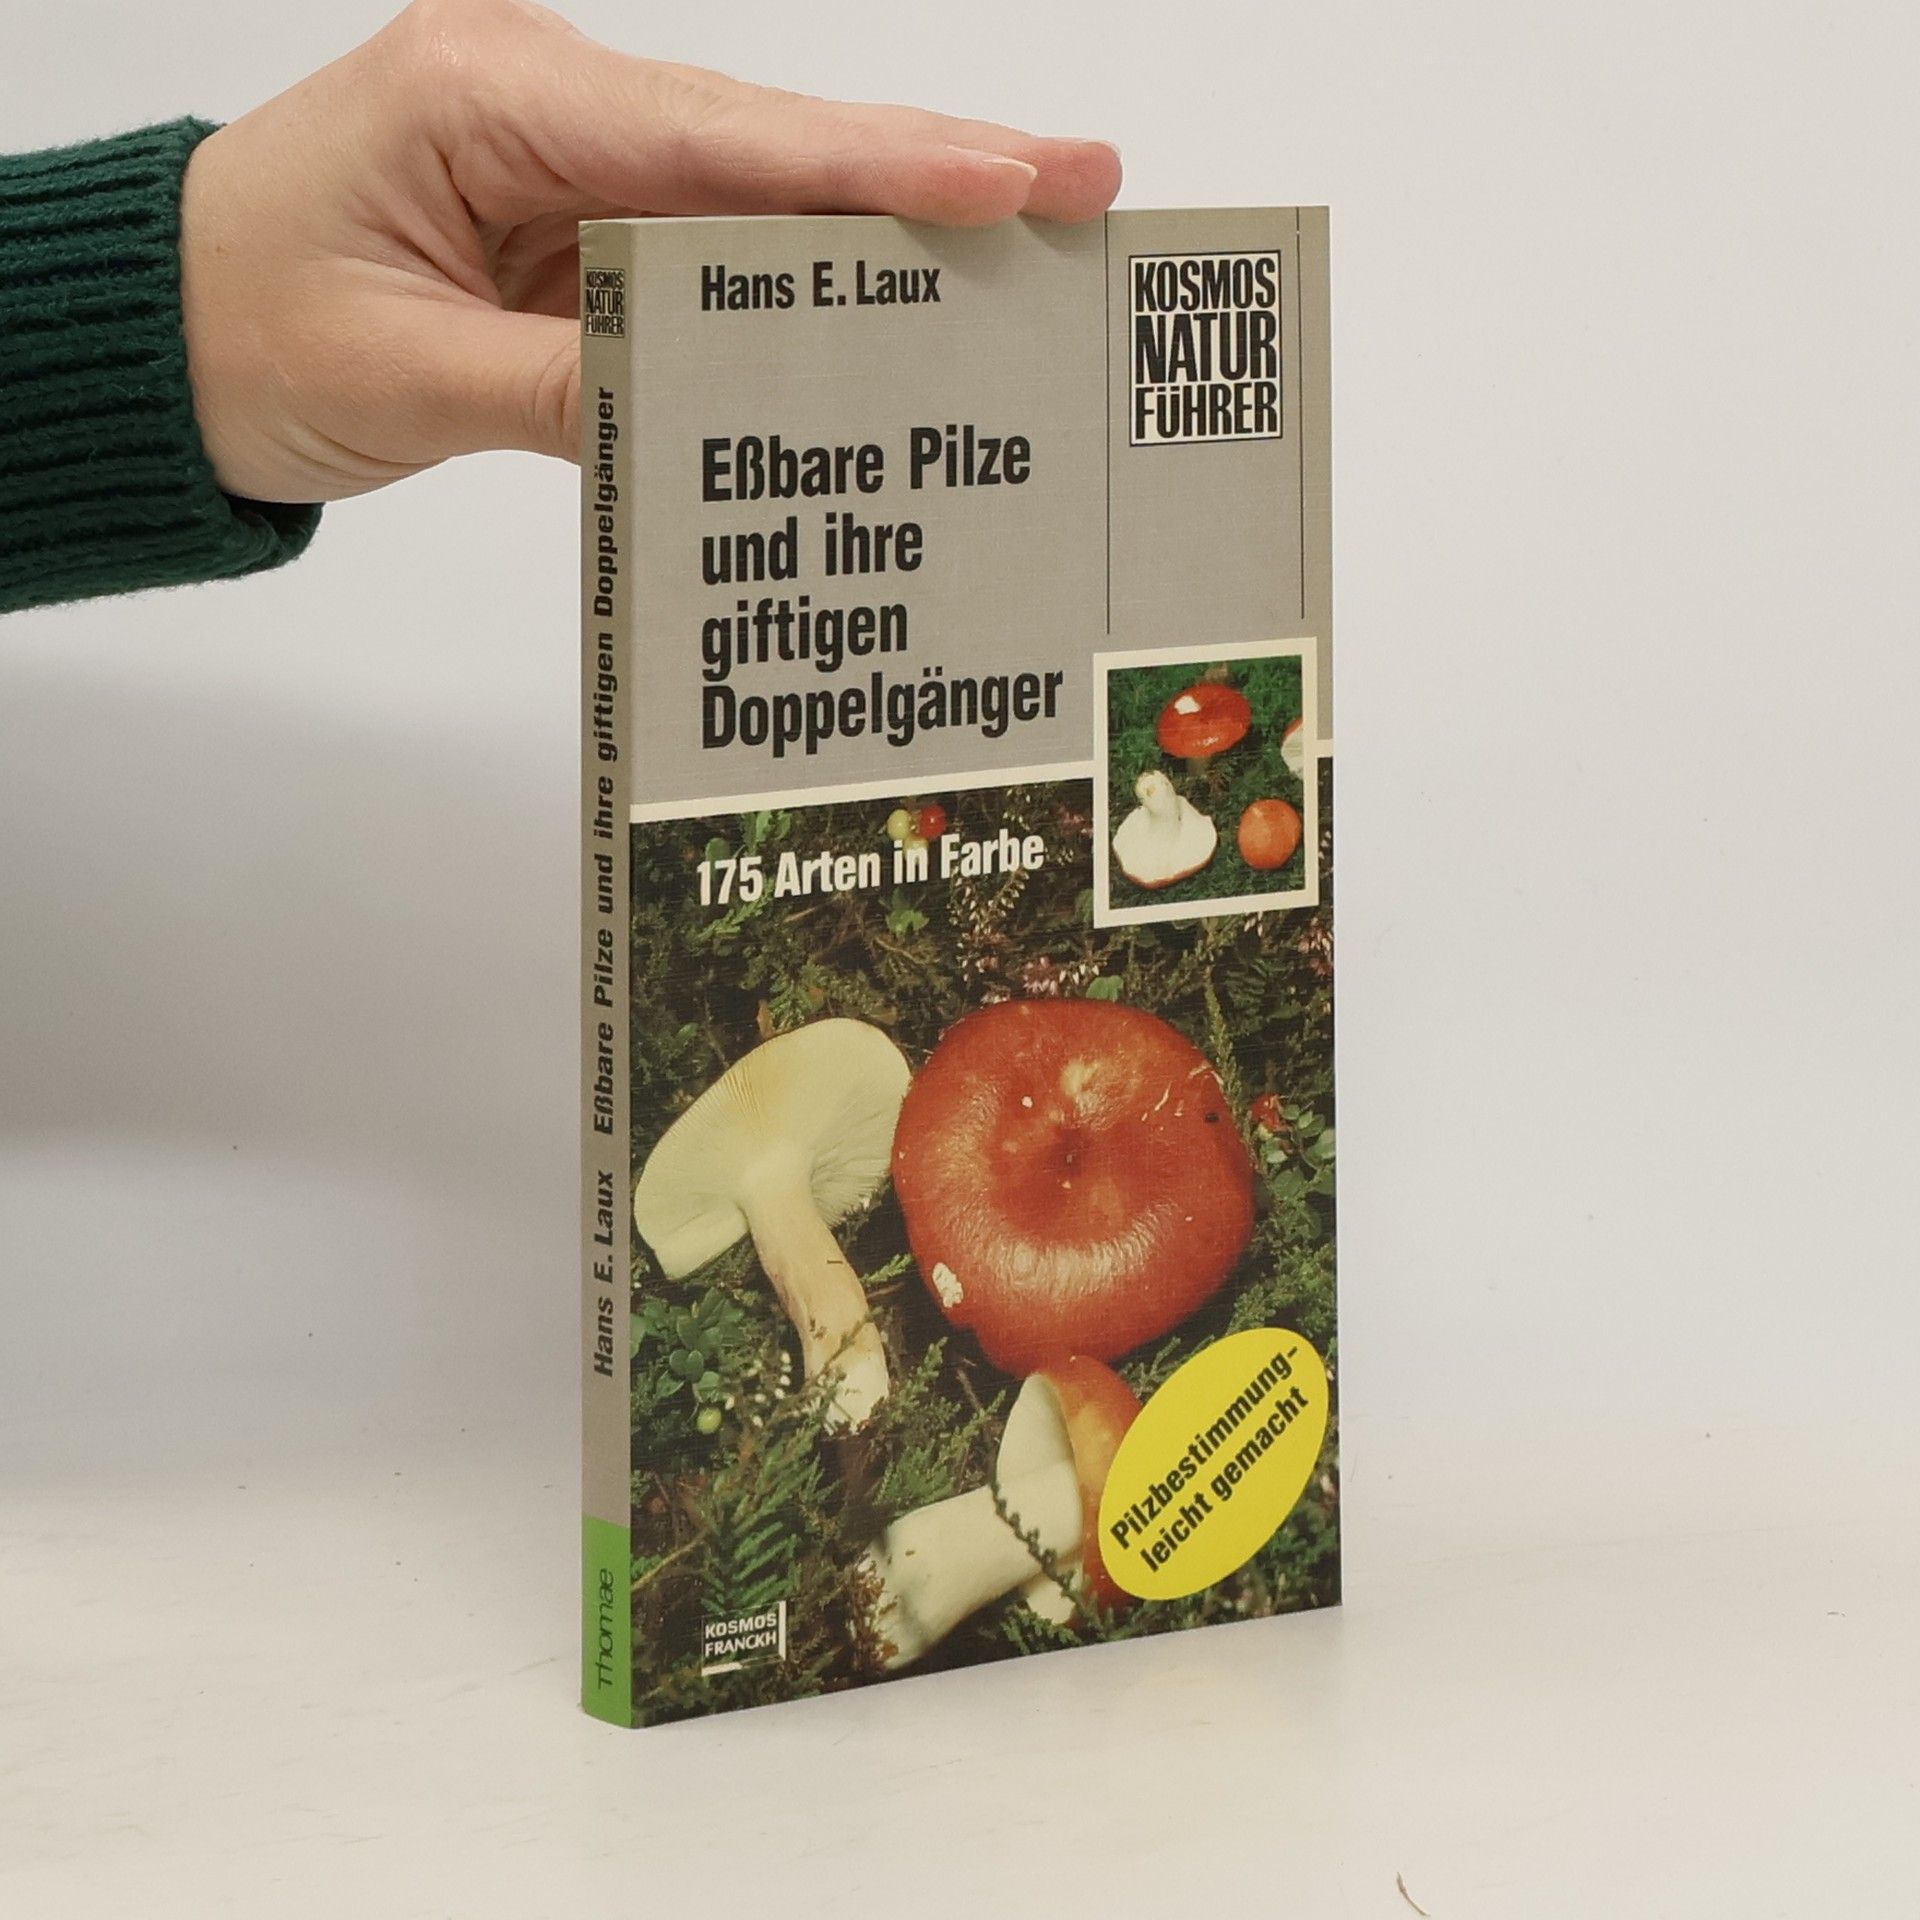 Hans E. Laux
KOSMOS
NATUR
FÜHRER
Eßbare Pilze
und ihre
giftigen
Doppelgänger
175 Arten in Farbe
Pilzbestimmung-
leicht gemacht
KOSMOS
FRANCKH
KOSMOS
NATUR
FÜHRER
Hans E. Laux Eßbare Pilze und ihre giftigen Doppelgänger
Thomae